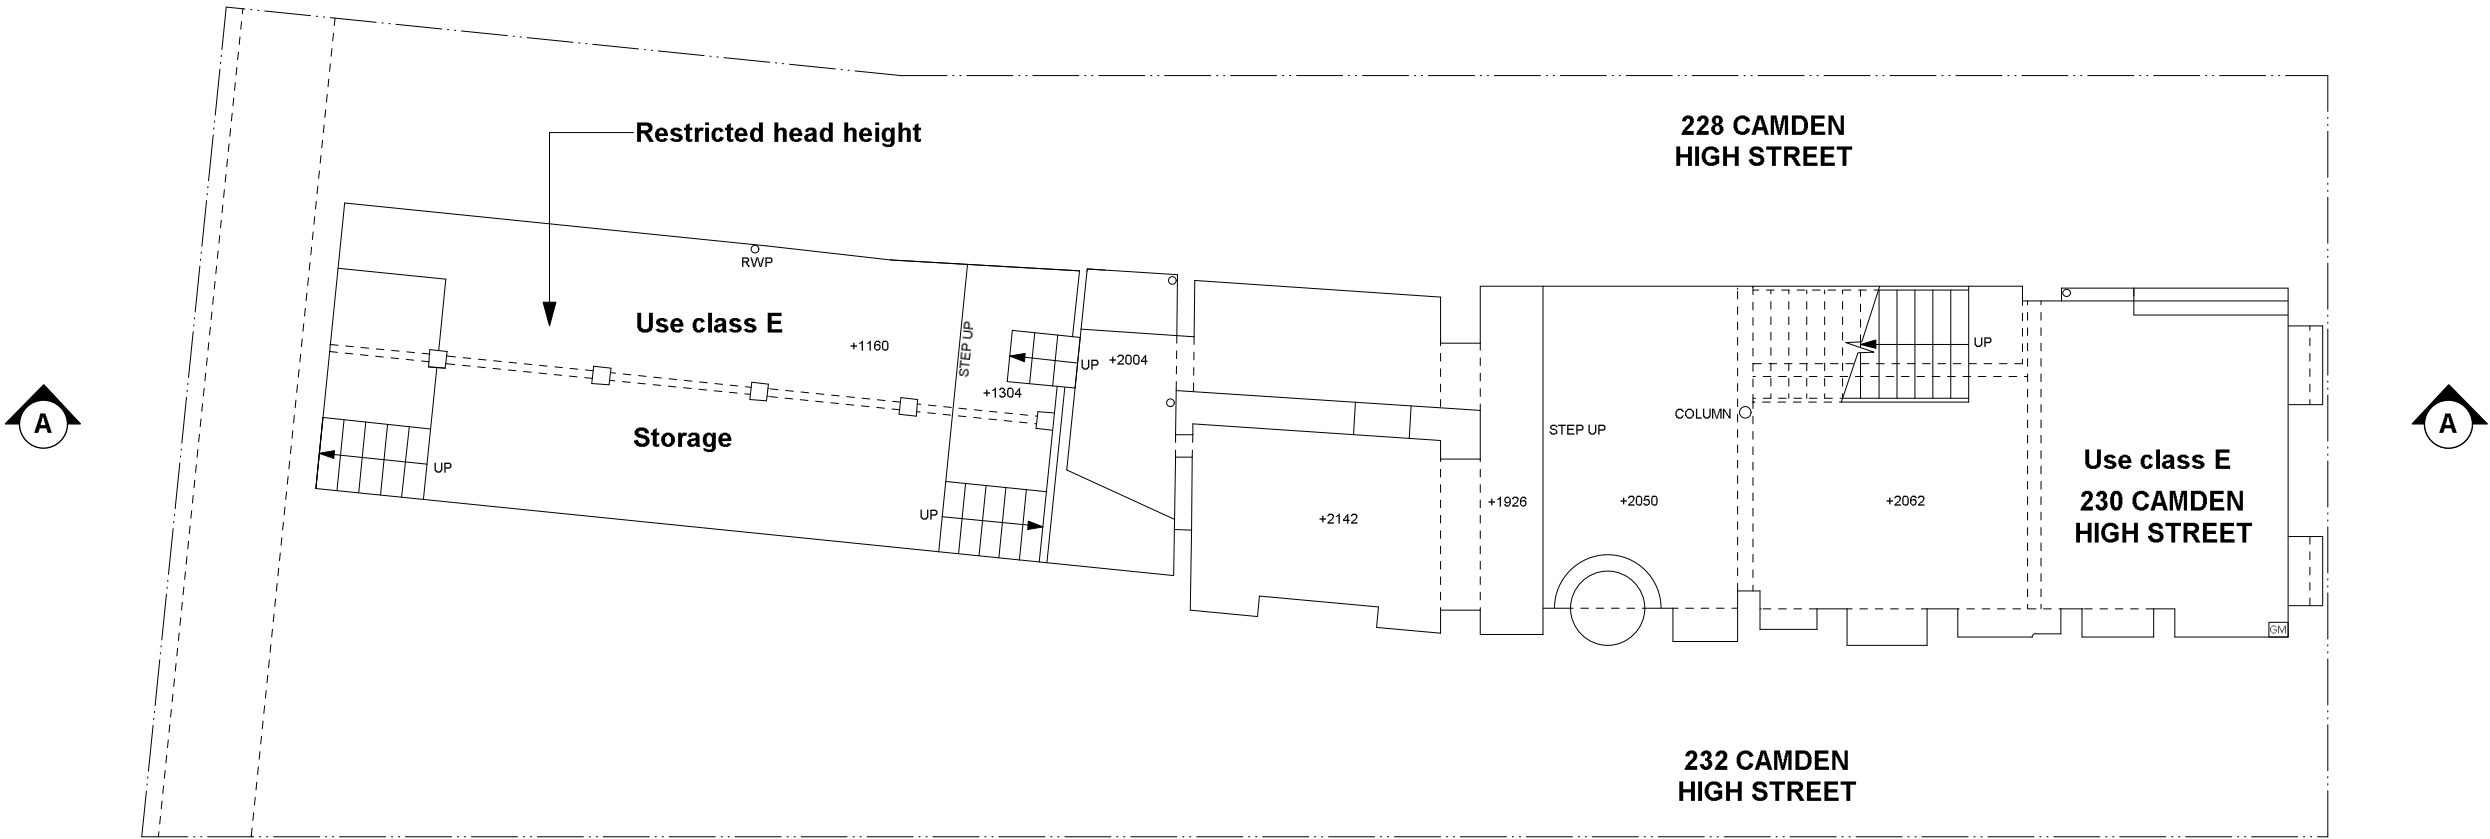 228 CAMDEN
HIGH STREET
Restricted head height
RWP
Use class E
+1160
STEP UP
UP
+2004
+1304
UP
A
COLUMN
STEP UP
A
Storage
UP
UP
Use class E
230 CAMDEN
HIGH STREET
+1926
+2050
+2062
+2142
GM
232 CAMDEN
HIGH STREET